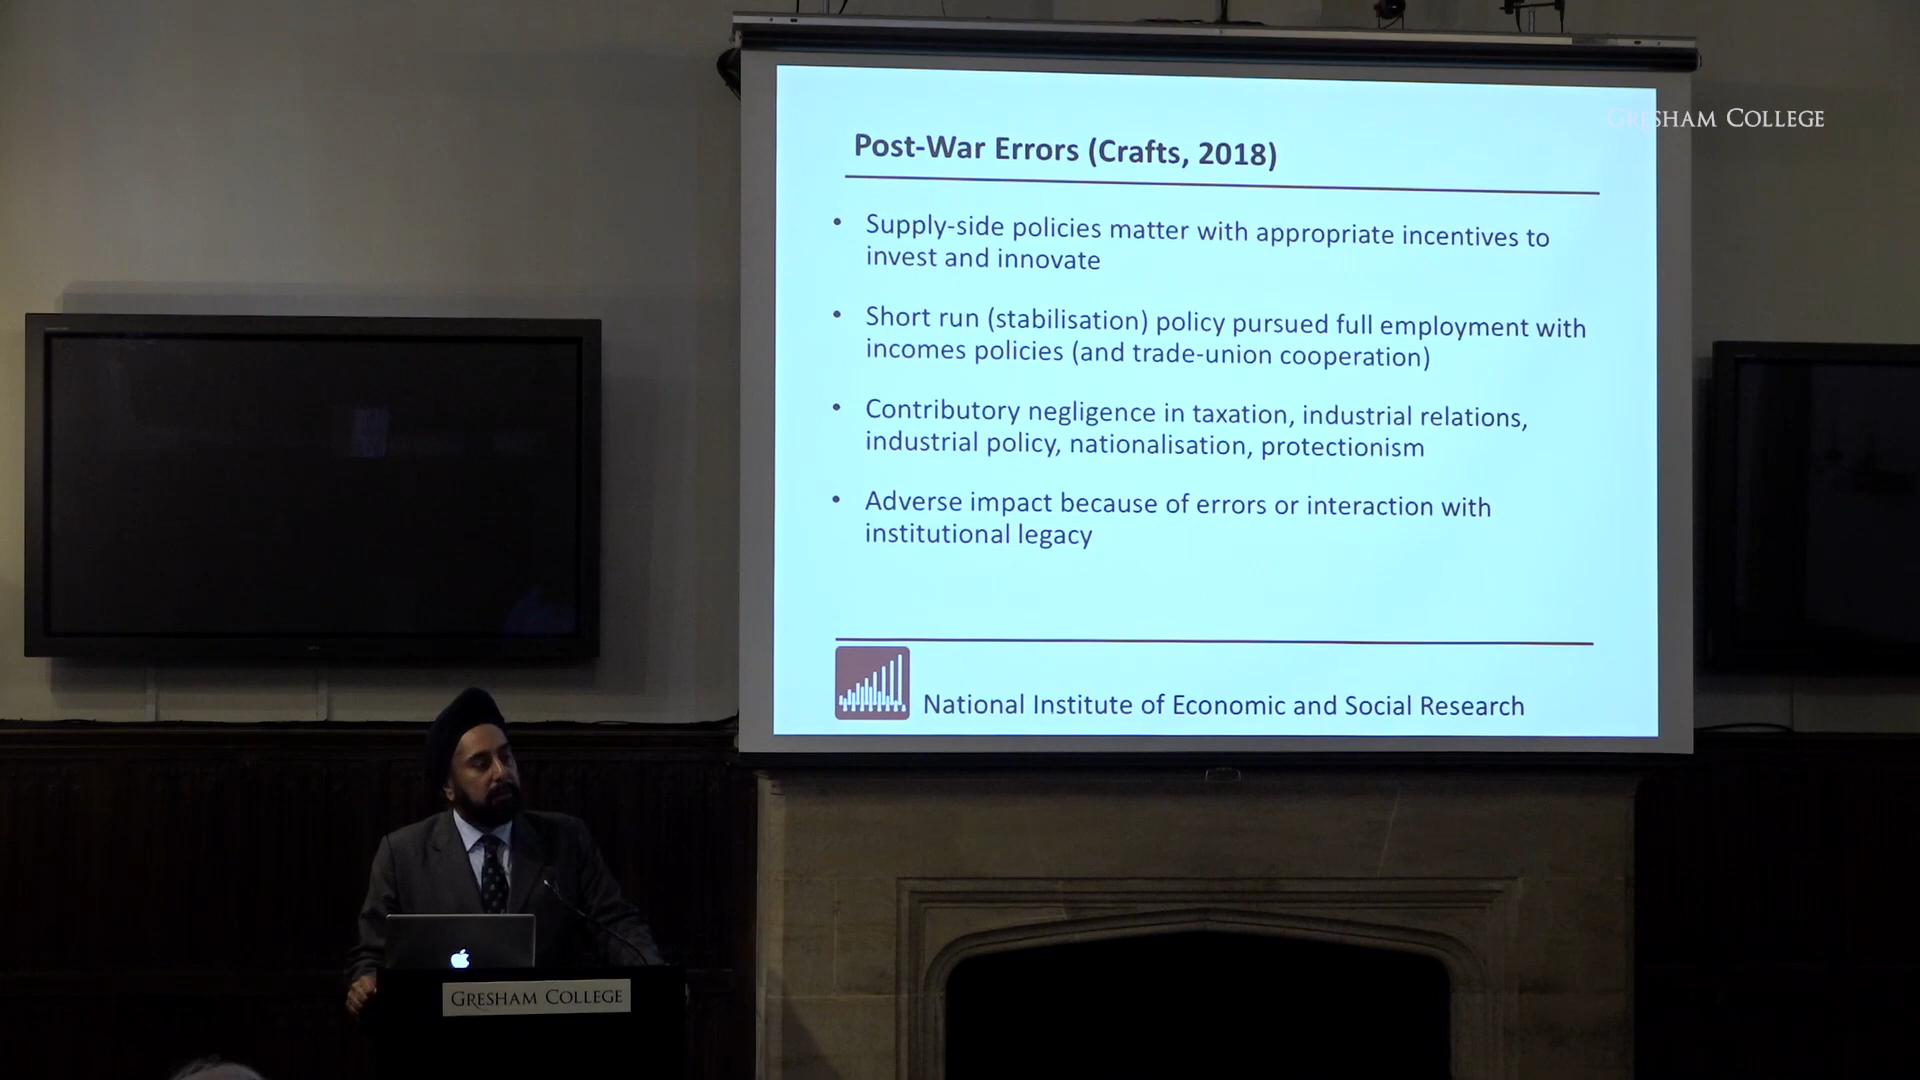 GRESHAM COLLEGE
Post-War Errors (Crafts, 2018)
• Supply-side policies matter with appropriate incentives to
invest and innovate
• Short run (stabilisation) policy pursued full employment with
incomes policies (and trade-union cooperation)
• Contributory negligence in taxation, industrial relations,
industrial policy, nationalisation, protectionism
• Adverse impact because of errors or interaction with
institutional legacy
National Institute of Economic and Social Research
GRESHAM COLLEGE